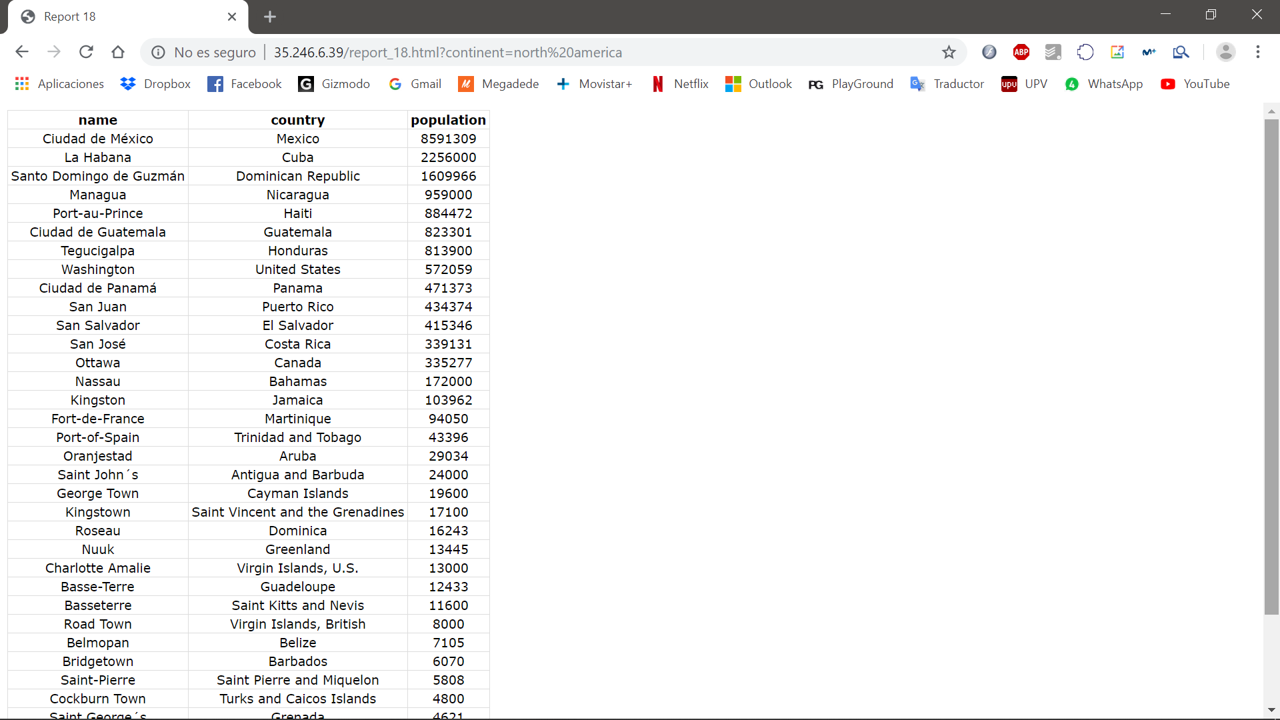 Report 18
No es seguro 35.246.6.39/report_18.html?continent=north%20america
ABP
Aplicaciones Dropbox Facebook G Gizmodo G Gmail Megadede Movistar+ N Netflix Outlook PG PlayGround Traductor upu UPV 4 WhatsApp YouTube
name country population
Ciudad de México Mexico 8591309
La Habana Cuba 2256000
Santo Domingo de Guzmán Dominican Republic 1609966
Managua Nicaragua 959000
Port-au-Prince Haiti 884472
Ciudad de Guatemala Guatemala 823301
Tegucigalpa Honduras 813900
Washington United States 572059
Ciudad de Panamá Panama 471373
San Juan Puerto Rico 434374
San Salvador El Salvador 415346
San José Costa Rica 339131
Ottawa Canada 335277
Nassau Bahamas 172000
Kingston Jamaica 103962
Fort-de-France Martinique 94050
Port-of-Spain Trinidad and Tobago 43396
Oranjestad Aruba 29034
Saint John´s Antigua and Barbuda 24000
George Town Cayman Islands 19600
Kingstown Saint Vincent and the Grenadines 17100
Roseau Dominica 16243
Nuuk Greenland 13445
Charlotte Amalie Virgin Islands, U.S. 13000
Basse-Terre Guadeloupe 12433
Basseterre Saint Kitts and Nevis 11600
Road Town Virgin Islands, British 8000
Belmopan Belize 7105
Bridgetown Barbados 6070
Saint-Pierre Saint Pierre and Miquelon 5808
Cockburn Town Turks and Caicos Islands 4800
Saint George´s Grenada 4621